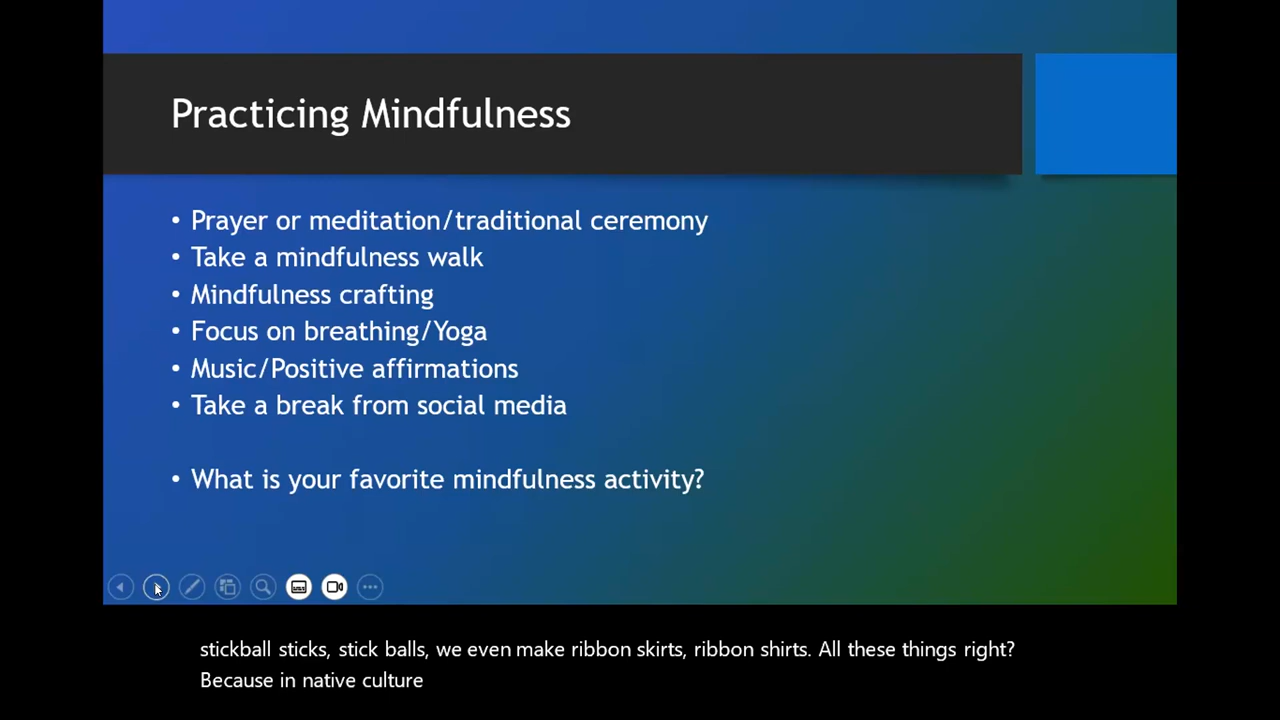 Practicing Mindfulness
• Prayer or meditation/traditional ceremony
• Take a mindfulness walk
• Mindfulness crafting
• Focus on breathing/Yoga
• Music/Positive affirmations
• Take a break from social media
• What is your favorite mindfulness activity?
stickball sticks, stick balls, we even make ribbon skirts, ribbon shirts. All these things right?
Because in native culture